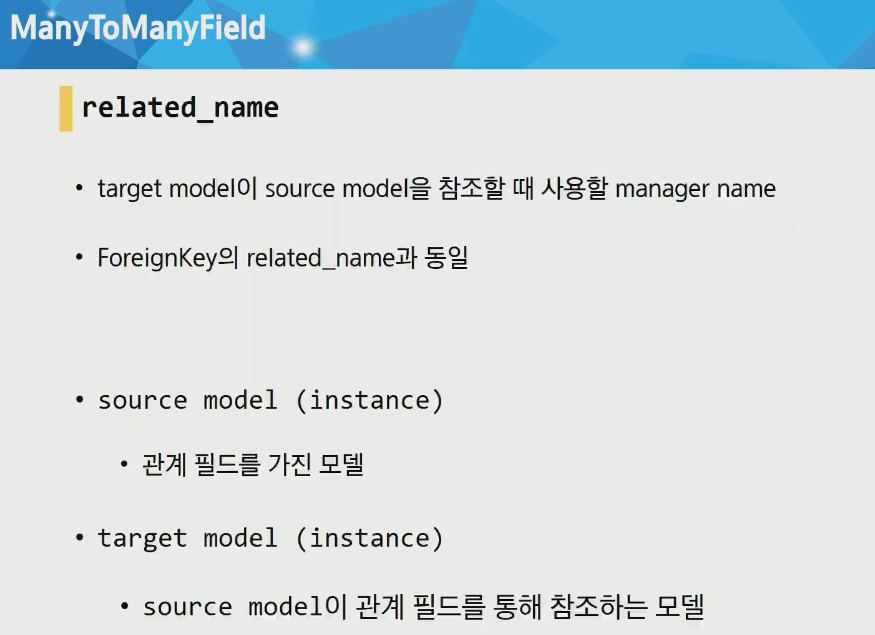 ManyToManyField
related_name
• target model이 source model을 참조할 때 사용할 manager name
• ForeignKey의 related_name과 동일
• source model (instance)
• 관계 필드를 가진 모델
• target model (instance)
• source model이 관계 필드를 통해 참조하는 모델